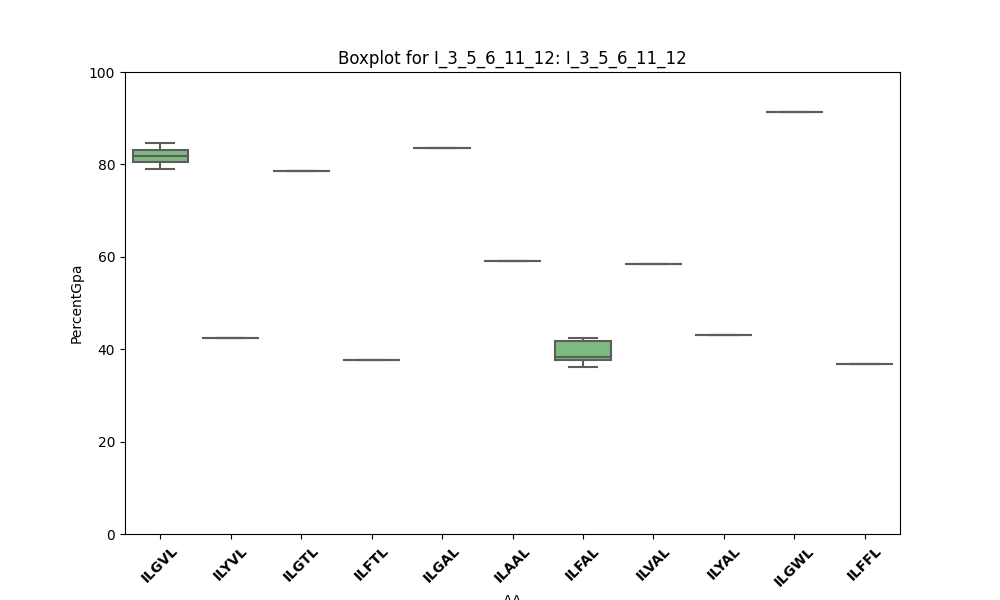 Boxplot for I_3_5_6_11_12: I_3_5_6_11_12
100
80
60
40
20
0
PercentGpa
ILGVL
ILYVL
ILGTL
ILFTL
ILGAL
ILAAL
ILFAL
ILVAL
ILYAL
ILGWL
ILFFL
AA